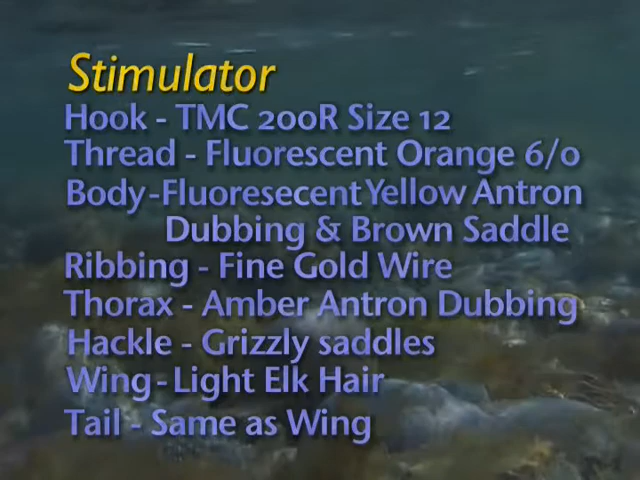 Stimulator
Hook - TMC 200R Size 12
Thread - Fluorescent Orange 6/0
Body - Fluoresecent Yellow Antron
Dubbing & Brown Saddle
Ribbing - Fine Gold Wire
Thorax - Amber Antron Dubbing
Hackle - Grizzly saddles
Wing - Light Elk Hair
Tail - Same as Wing